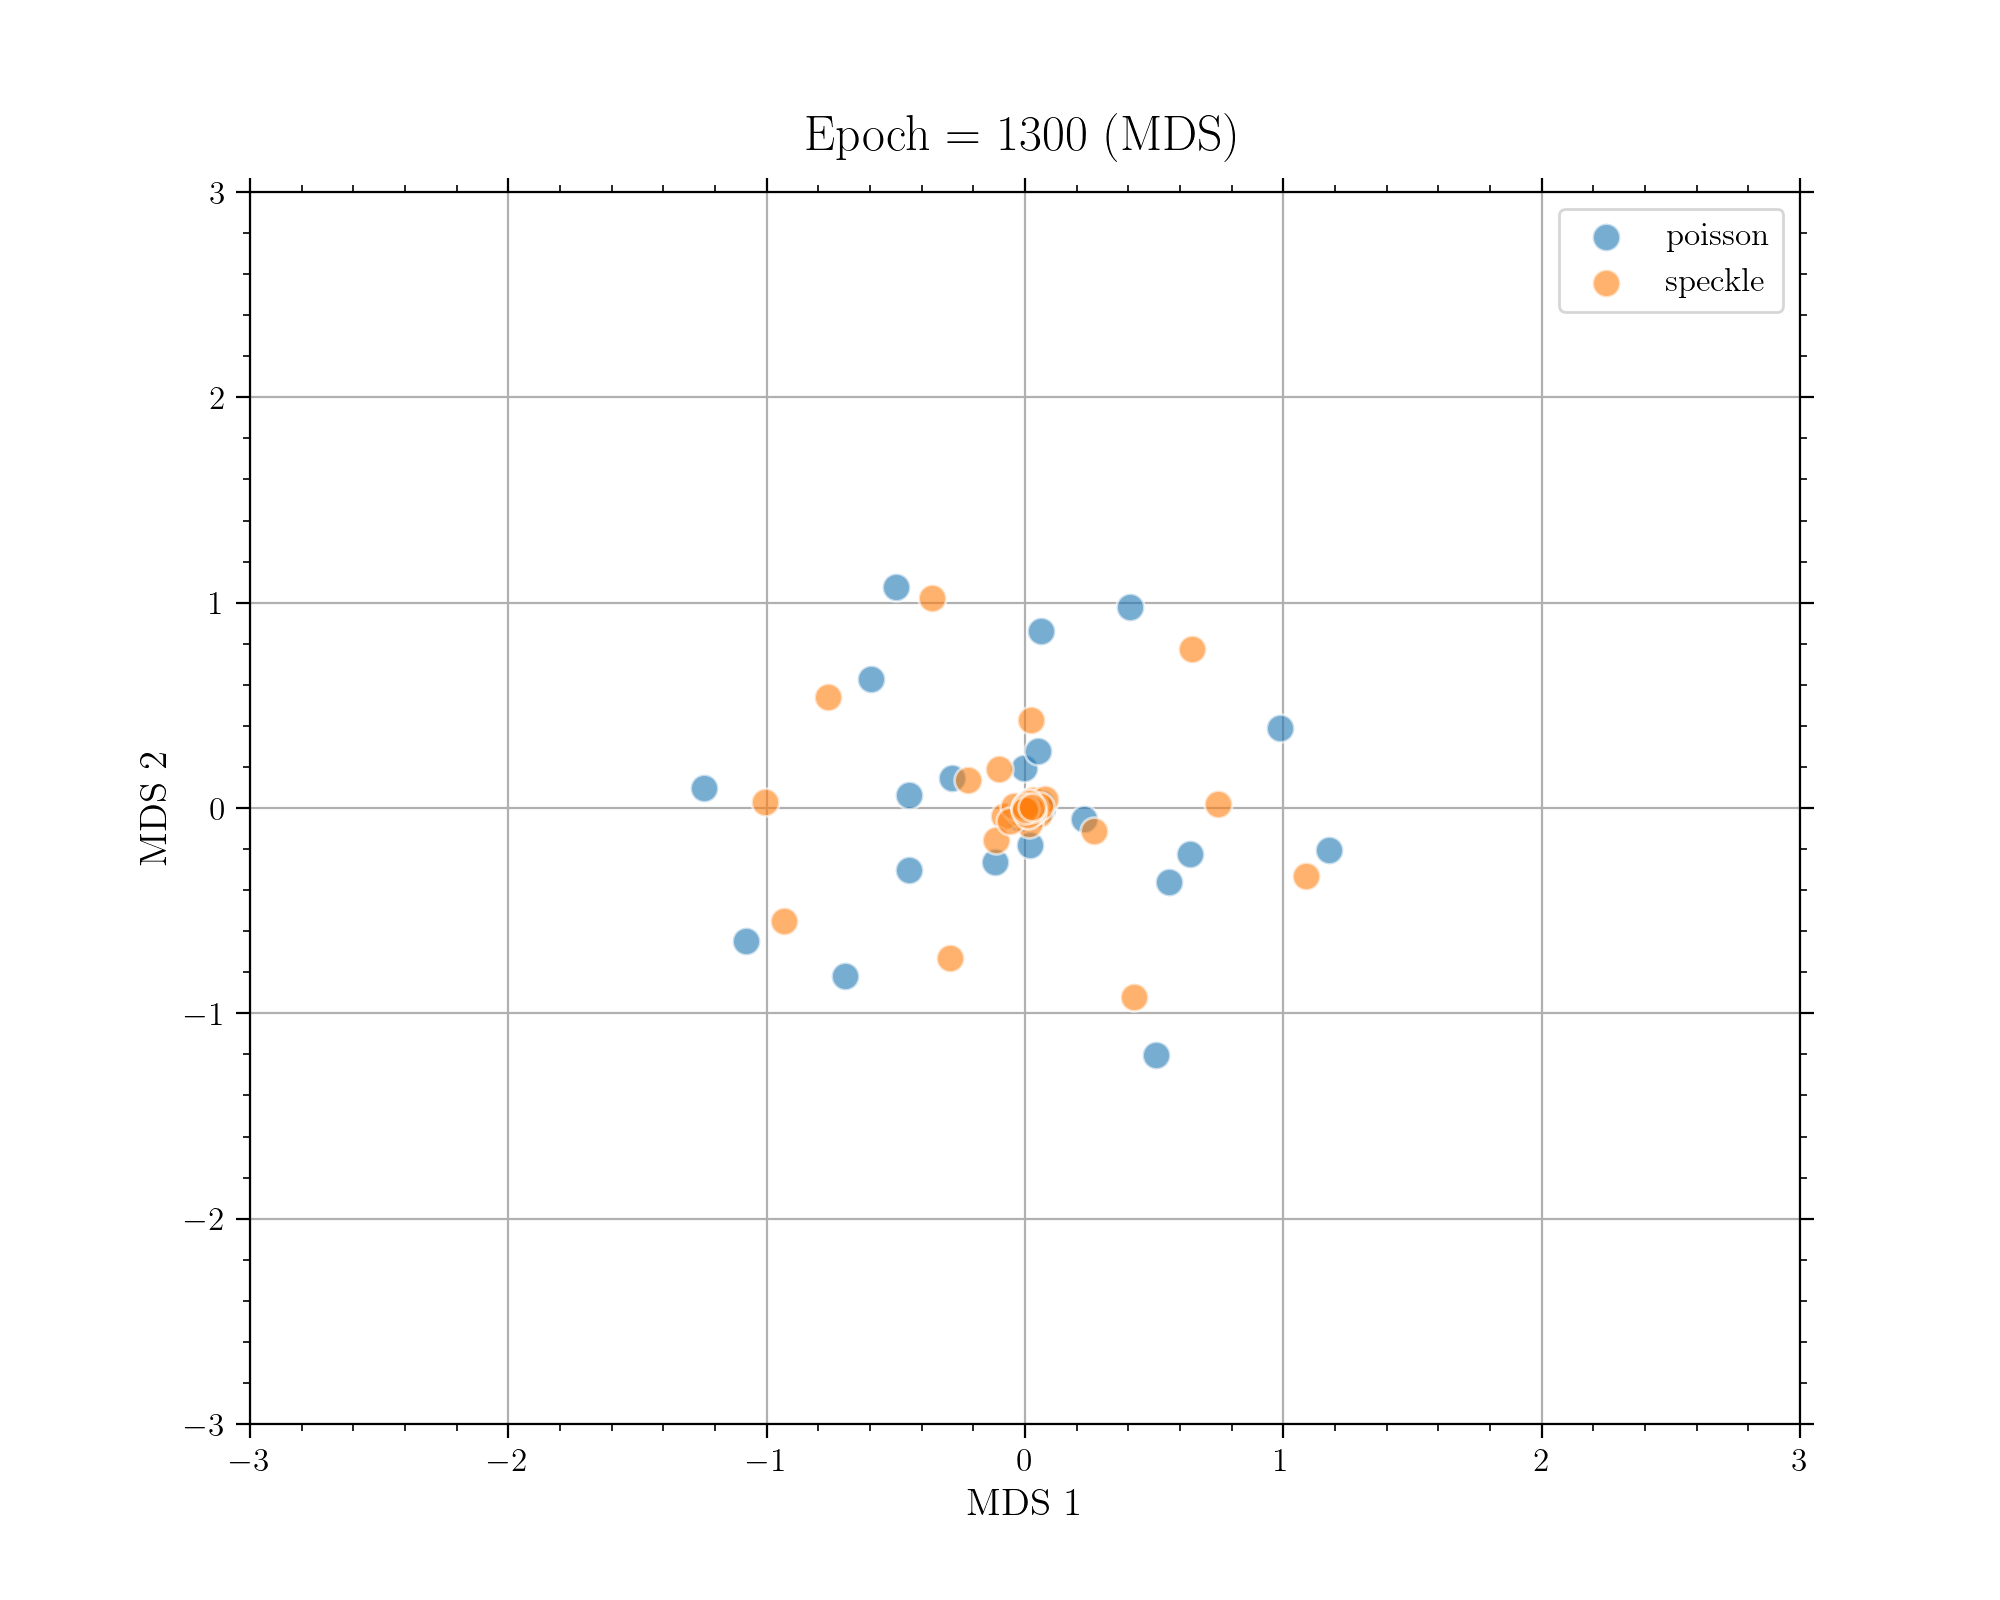 Epoch = 1300 (MDS)
poisson
speckle
3
2
1
0
−1
−2
−3
MDS 2
−3 −2 −1 0 1 2 3
MDS 1